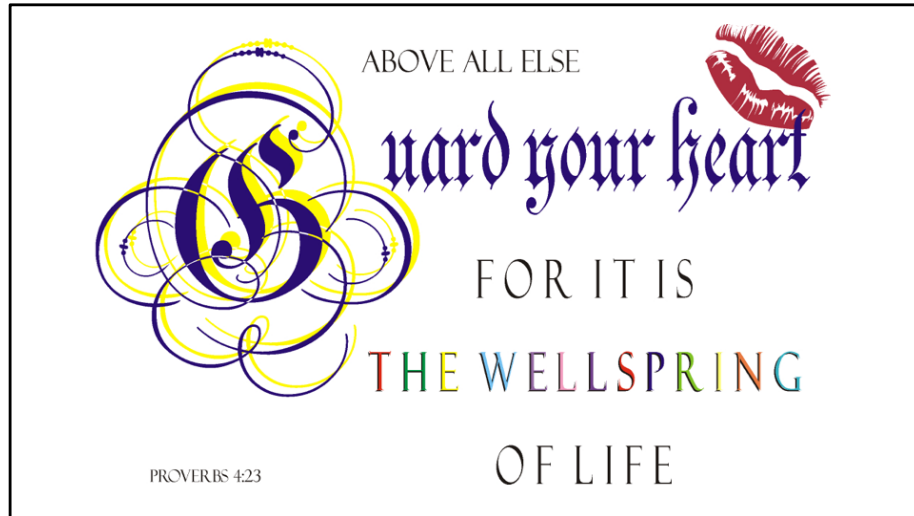 ABOVE ALL ELSE
Guard your heart
FOR IT IS
THE WELLSPRING
OF LIFE
PROVERBS 4:23